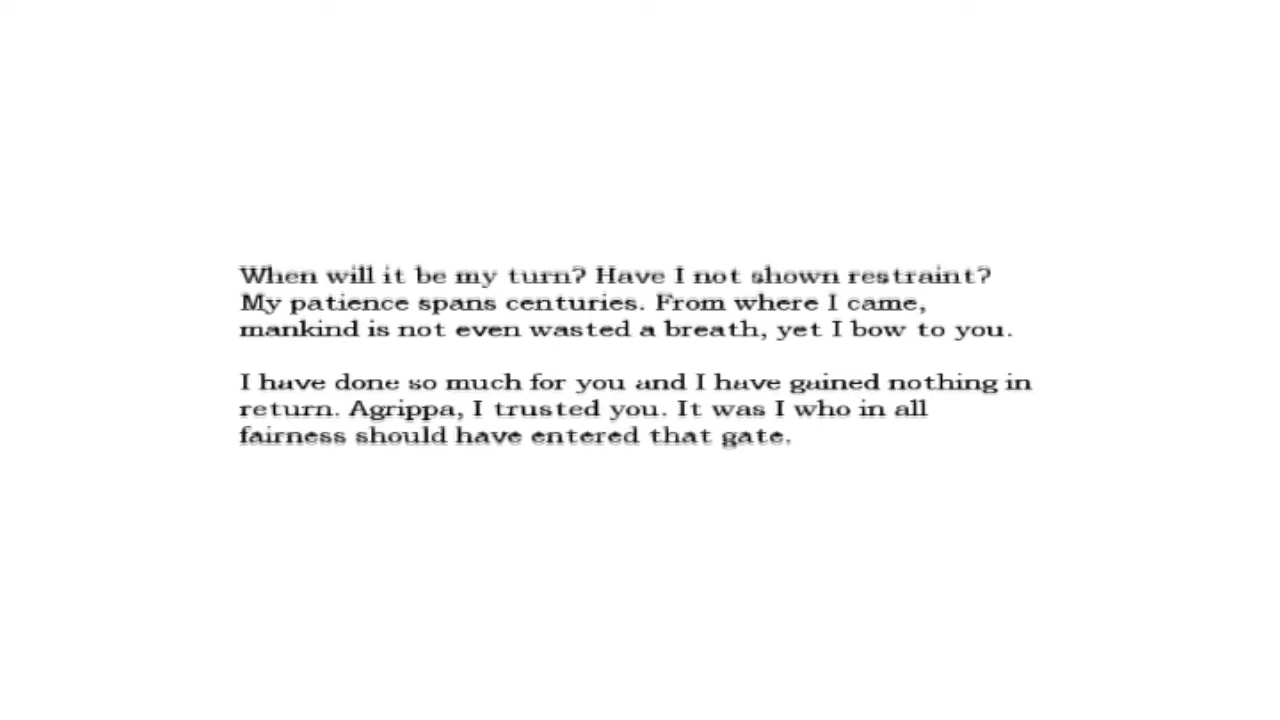 When will it be my turn? Have I not shown restraint?
My patience spans centuries. From where I came,
mankind is not even wasted a breath, yet I bow to you.
I have done so much for you and I have gained nothing in
return. Agrippa, I trusted you. It was I who in all
fairness should have entered that gate.